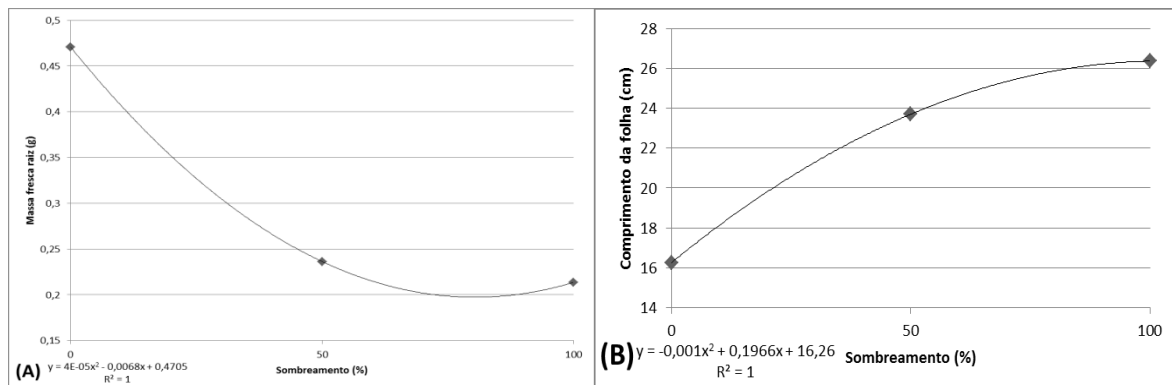 0,5
0,45
0,4
0,35
0,3
0,25
0,2
0,15
Massa fresca raiz (g)
0 50 100
Sombreamento (%)
(A) y = 4E-05x² - 0,0068x + 0,4705
R² = 1
28
26
24
22
20
18
16
14
Comprimento da folha (cm)
0 50 100
Sombreamento (%)
(B) y = -0,001x² + 0,1966x + 16,26
R² = 1